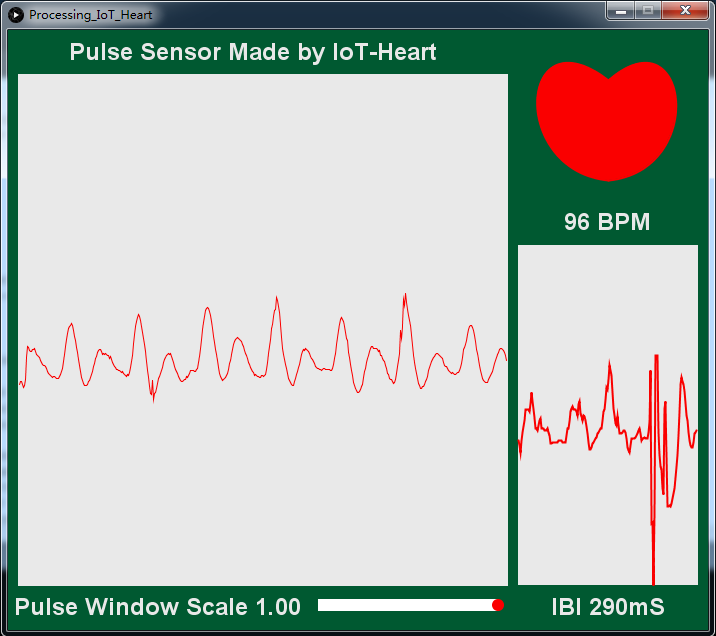 Processing_IoT_Heart
Pulse Sensor Made by IoT-Heart
96 BPM
Pulse Window Scale 1.00
IBI 290mS